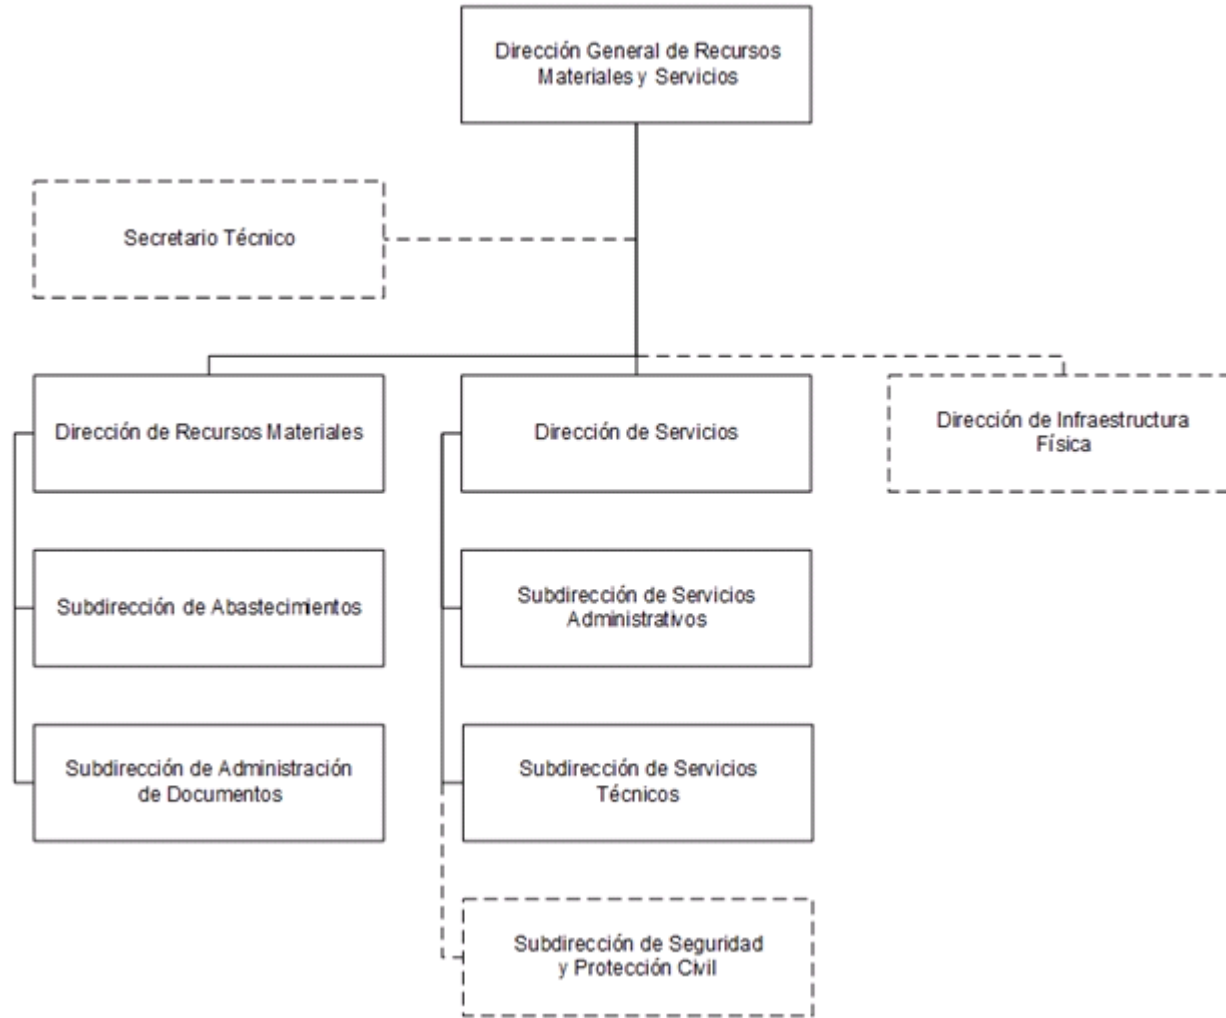 Dirección General de Recursos
Materiales y Servicios
Secretario Técnico
Dirección de Recursos Materiales
Dirección de Servicios
Dirección de Infraestructura
Física
Subdirección de Abastecimientos
Subdirección de Servicios
Administrativos
Subdirección de Administración
de Documentos
Subdirección de Servicios
Técnicos
Subdirección de Seguridad
y Protección Civil